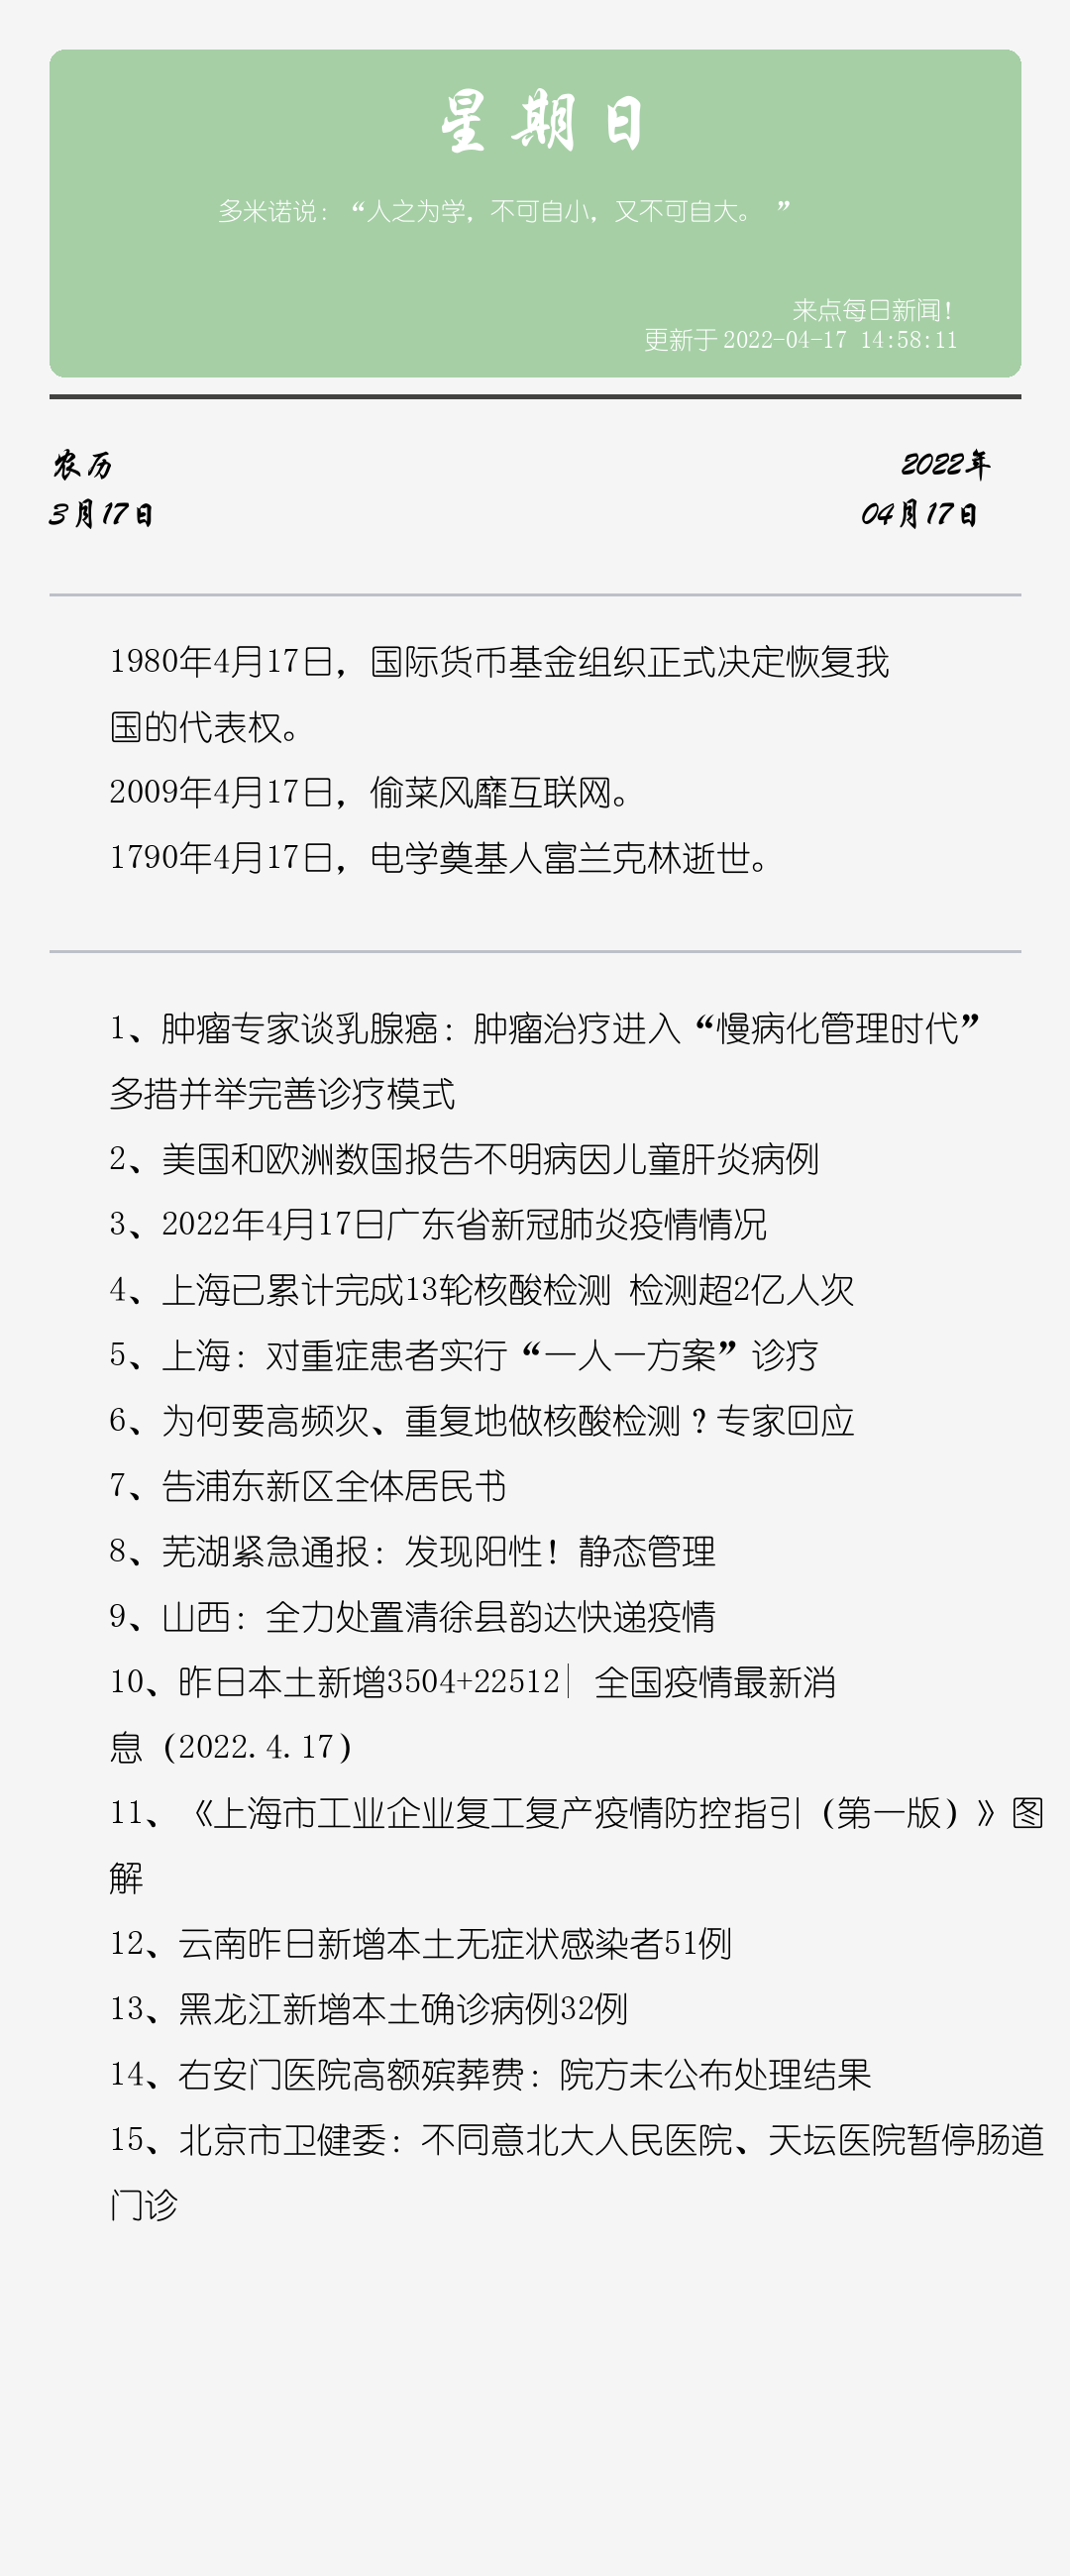 星期日
多米诺说：“人之为学，不可自小，又不可自大。 ”
来点每日新闻！
更新于2022-04-17 14:58:11
农历
2022年
3月17日
04月17日
1980年4月17日，国际货币基金组织正式决定恢复我
国的代表权。
2009年4月17日，偷菜风靡互联网。
1790年4月17日，电学奠基人富兰克林逝世。
1、肿瘤专家谈乳腺癌：肿瘤治疗进入“慢病化管理时代”
多措并举完善诊疗模式
2、美国和欧洲数国报告不明病因儿童肝炎病例
3、2022年4月17日广东省新冠肺炎疫情情况
4、上海已累计完成13轮核酸检测 检测超2亿人次
5、上海：对重症患者实行“一人一方案”诊疗
6、为何要高频次、重复地做核酸检测？专家回应
7、告浦东新区全体居民书
8、芜湖紧急通报：发现阳性！静态管理
9、山西：全力处置清徐县韵达快递疫情
10、昨日本土新增3504+22512│ 全国疫情最新消
息（2022.4.17）
11、《上海市工业企业复工复产疫情防控指引（第一版）》图
解
12、云南昨日新增本土无症状感染者51例
13、黑龙江新增本土确诊病例32例
14、右安门医院高额殡葬费：院方未公布处理结果
15、北京市卫健委：不同意北大人民医院、天坛医院暂停肠道
门诊